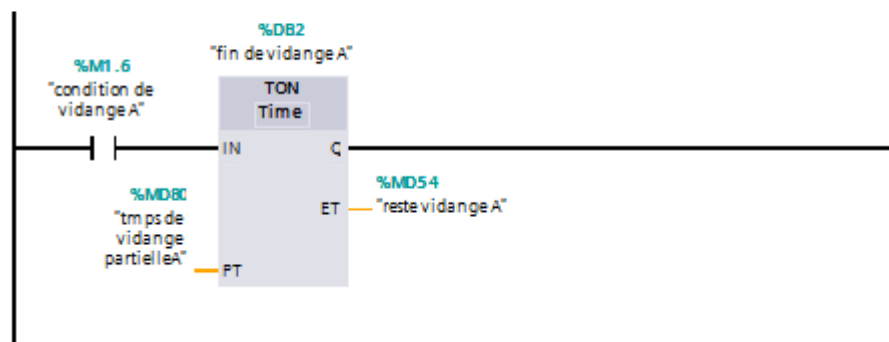 %DB2
"fin de vidange A"
%M1.6
"condition de
vidange A"
TON
Time
IN
Q
%MD80
"tmps de
vidange
partielleA"
PT
ET
%MD54
"reste vidange A"